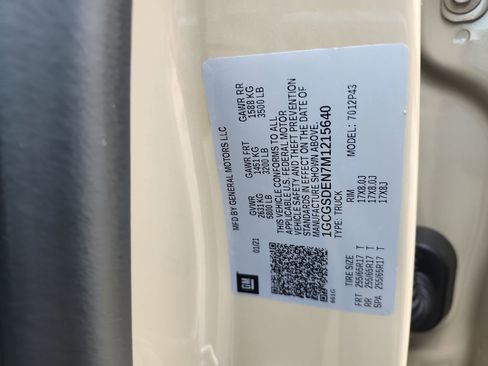 MFD BY GENERAL MOTORS LLC
01/21
GVWR GAWR FRT GAWR RR
2631 KG 1451 KG 1588 KG
5800 LB 3200 LB 3500 LB
THIS VEHICLE CONFORMS TO ALL
APPLICABLE U.S. FEDERAL MOTOR
VEHICLE SAFETY AND THEFT PREVENTION
STANDARDS IN EFFECT ON THE DATE OF
MANUFACTURE SHOWN ABOVE.
1GCGSDEN7M1215640
TYPE: TRUCK MODEL: 7012P43
TIRE SIZE RIM
FRT 255/65R17 T 17X8.0J
RR 255/65R17 T 17X8.0J
SPA 255/65R17 T 17X8J
GM
661G